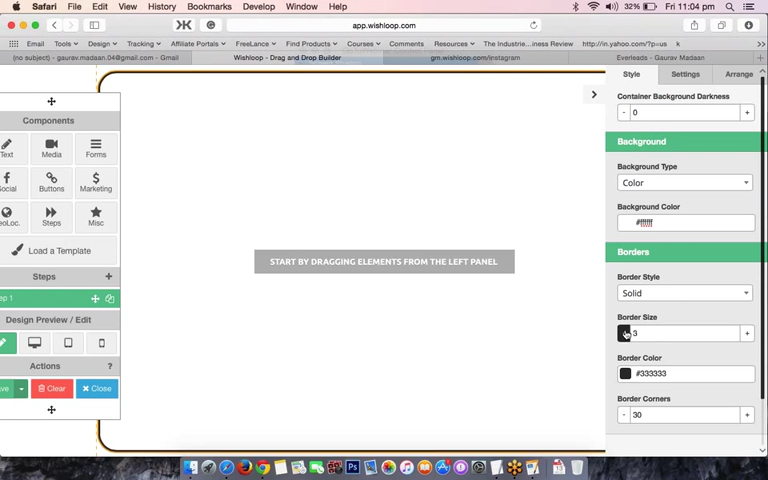 Safari File Edit View History Bookmarks Develop Window Help 32% Fri 11:04 pm
app.wishloop.com
Email Tools Design Tracking Affiliate Portals FreeLance Find Products Courses Comments Resources The Industrie...iness Review http://in.yahoo.com/?p=us k
(no subject) - gaurav.madaan.04@gmail.com - Gmail Wishloop - Drag and Drop Builder gm.wishloop.com/instagram Everleads - Gaurav Madaan
Style Settings Arrange
Container Background Darkness
- 0 +
Components
Background
Text Media Forms
Background Type
Color
ocial Buttons Marketing
Background Color
#ffffff
eoLoc. Steps Misc
Load a Template
Borders
START BY DRAGGING ELEMENTS FROM THE LEFT PANEL
Steps +
Border Style
Solid
ep 1
Design Preview / Edit
Border Size
3 +
Actions ?
Border Color
#333333
ave Clear Close
Border Corners
- 30 +